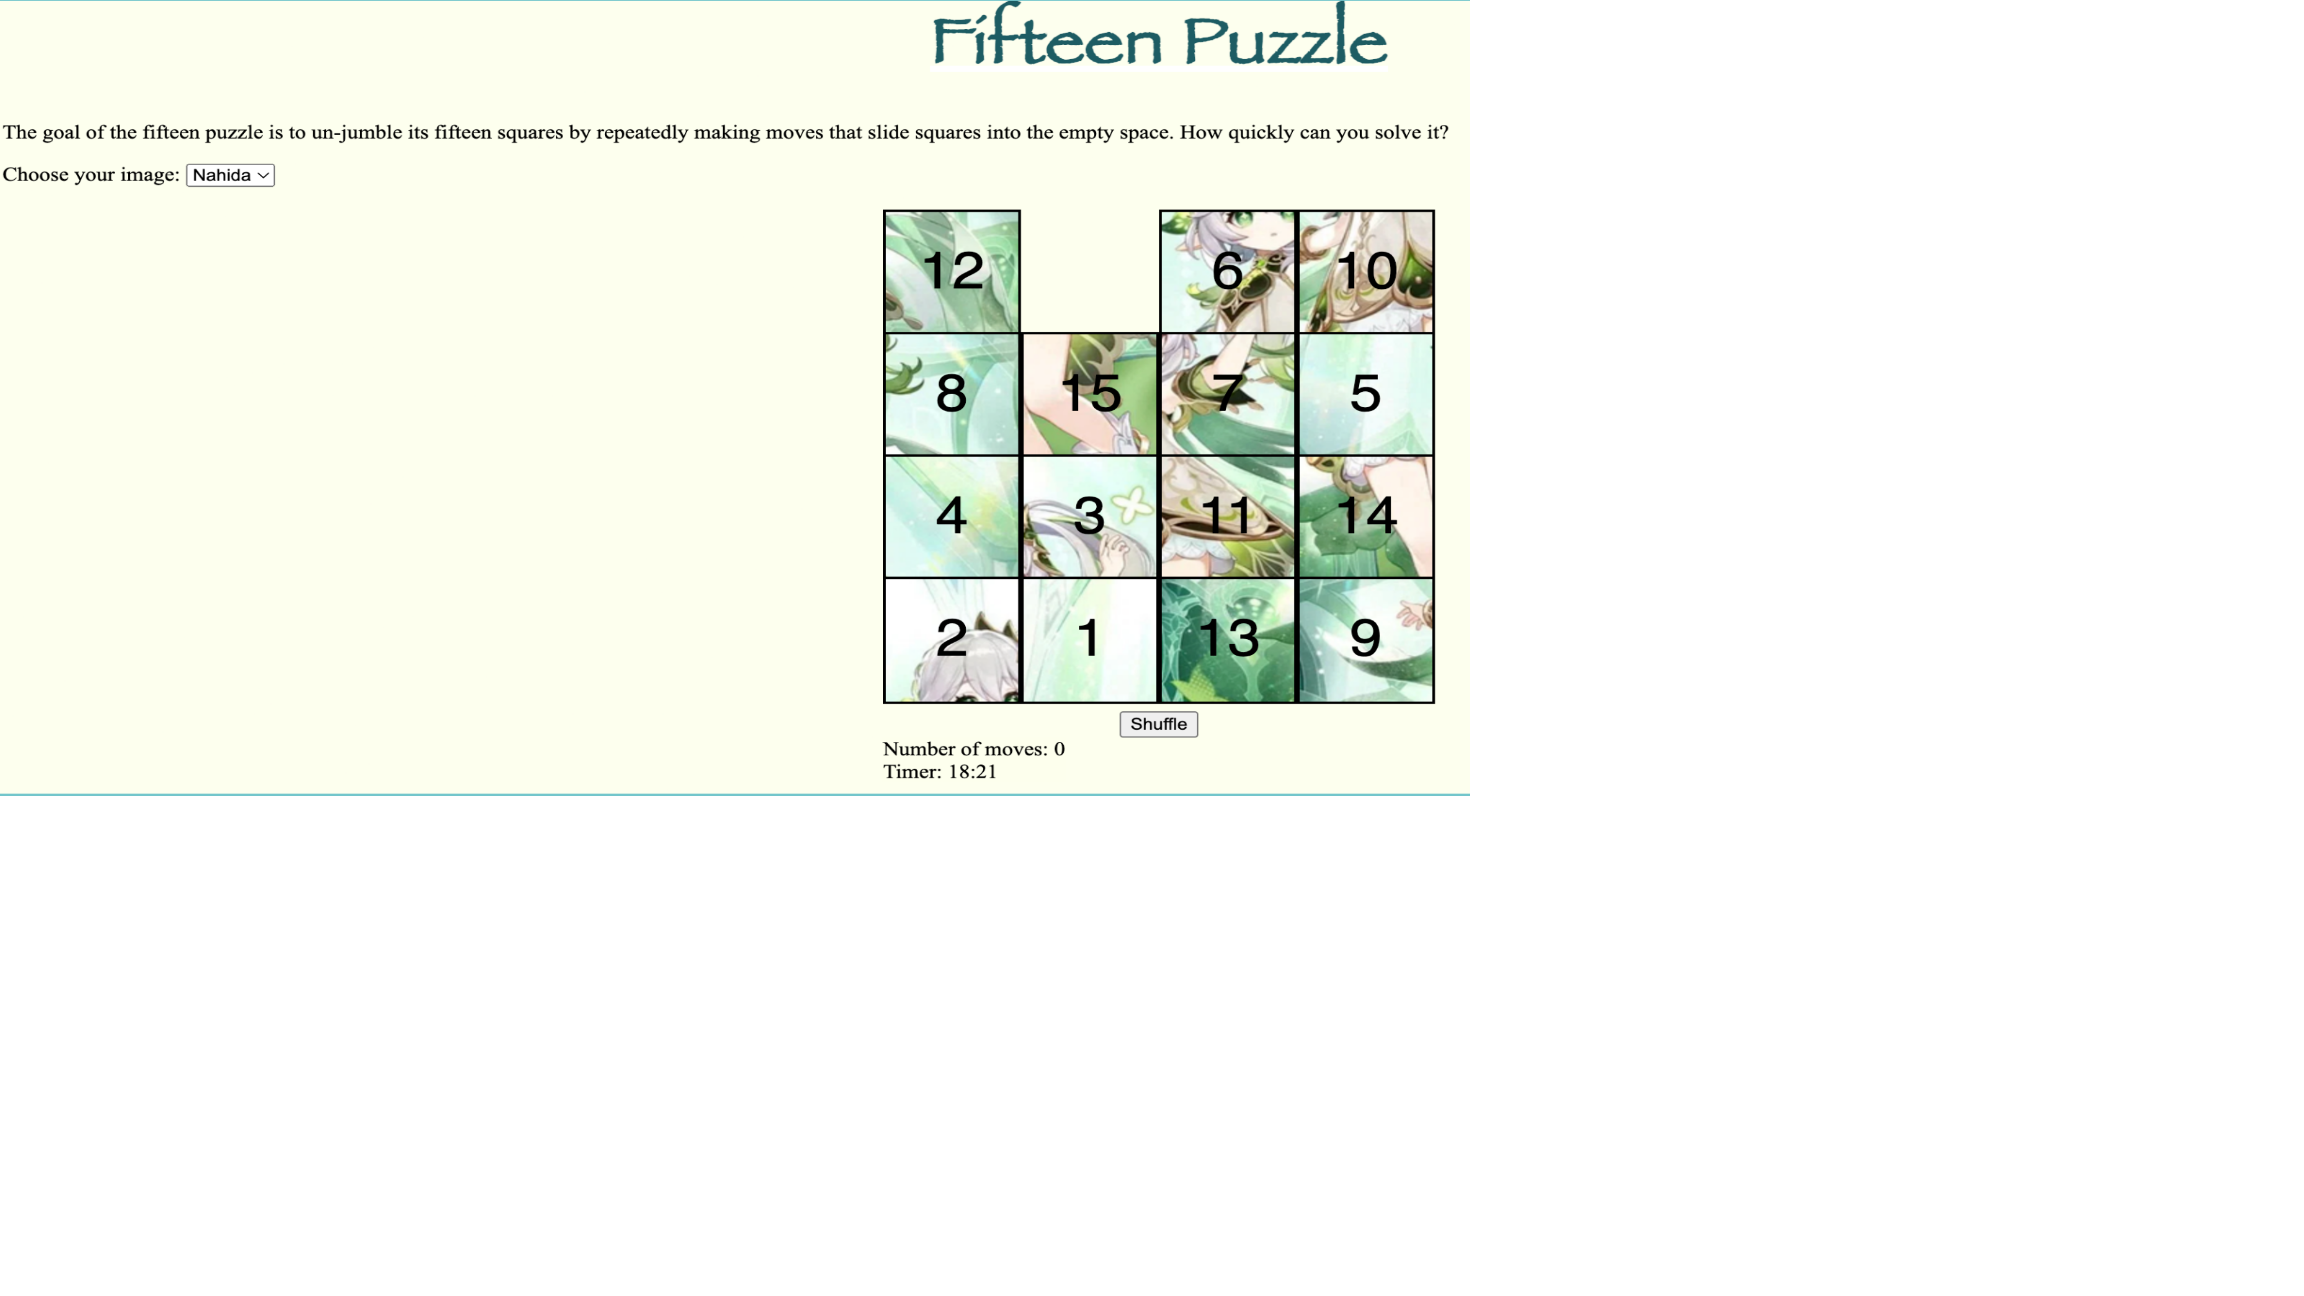 Fifteen Puzzle
The goal of the fifteen puzzle is to un-jumble its fifteen squares by repeatedly making moves that slide squares into the empty space. How quickly can you solve it?
Choose your image: Nahida
12 6 10
8 15 7 5
4 3 11 14
2 1 13 9
Shuffle
Number of moves: 0
Timer: 18:21